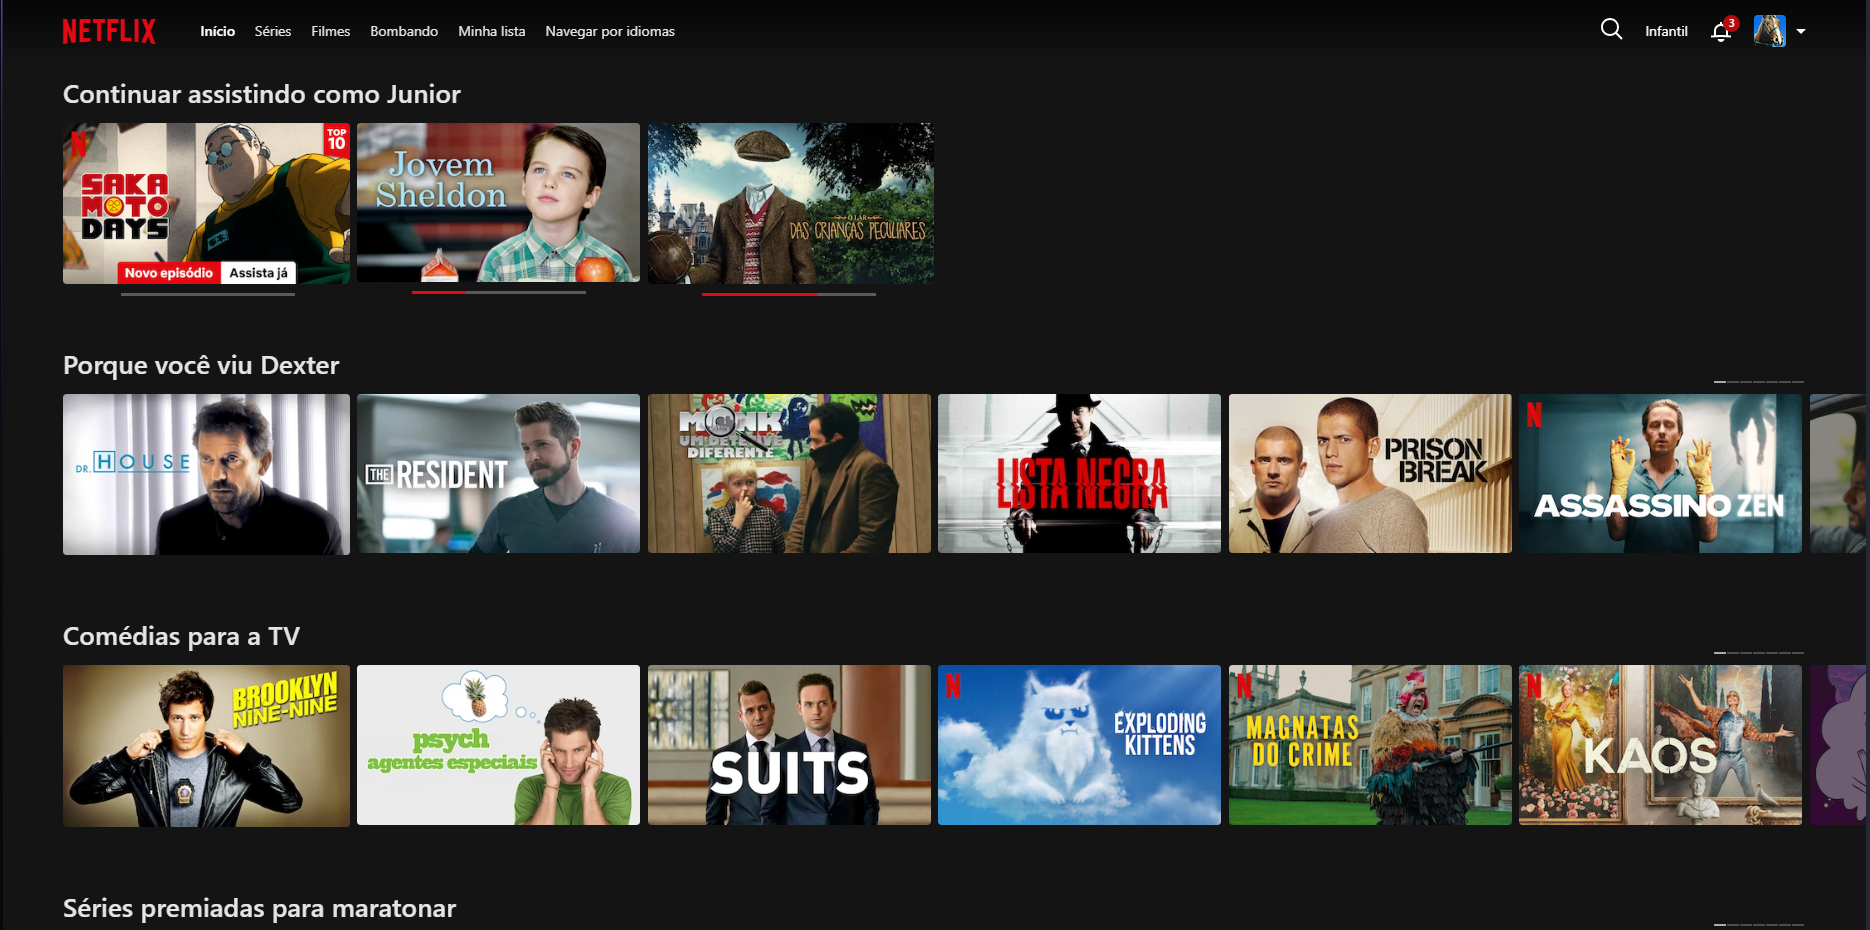 NETFLIX Início Séries Filmes Bombando Minha lista Navegar por idiomas Infantil 3
Continuar assistindo como Junior
N
SAKA
MOTO
DAYS
TOP
10
Novo episódio Assista já
Jovem
Sheldon
O LAR
DAS CRIANÇAS PECULIARES
Porque você viu Dexter
DR. HOUSE
THE RESIDENT
MONK
UM DETETIVE
DIFERENTE
LISTA NEGRA
PRISON
BREAK
N
ASSASSINO ZEN
Comédias para a TV
BROOKLYN
NINE-NINE
psych
agentes especiais
SUITS
N
EXPLODING
KITTENS
N
MAGNATAS
DO CRIME
N
KAOS
Séries premiadas para maratonar